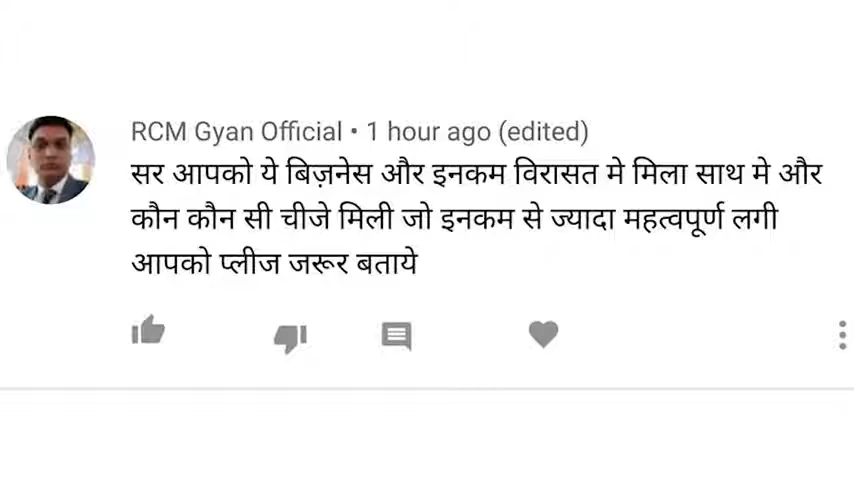 RCM Gyan Official • 1 hour ago (edited)
सर आपको ये बिज़नेस और इनकम विरासत मे मिला साथ मे और
कौन कौन सी चीजे मिली जो इनकम से ज्यादा महत्वपूर्ण लगी
आपको प्लीज जरूर बताये